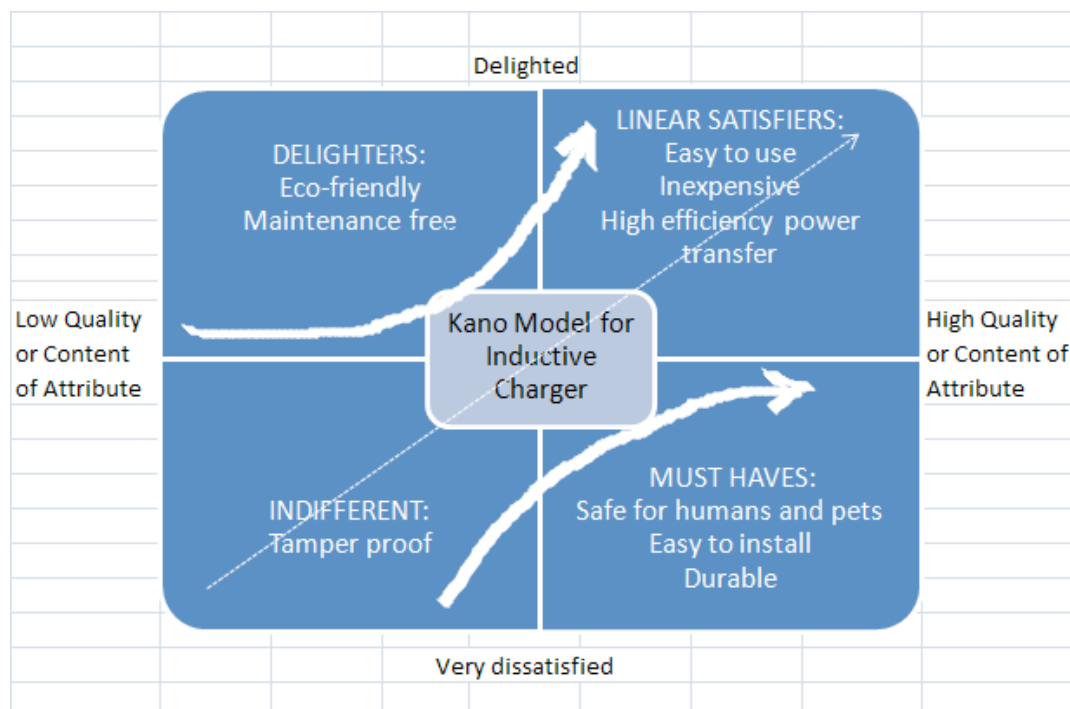 Delighted
DELIGHTERS:
Eco-friendly
Maintenance free
LINEAR SATISFIERS:
Easy to use
Inexpensive
High efficiency power
transfer
Low Quality
or Content
of Attribute
Kano Model for
Inductive
Charger
High Quality
or Content of
Attribute
INDIFFERENT:
Tamper proof
MUST HAVES:
Safe for humans and pets
Easy to install
Durable
Very dissatisfied